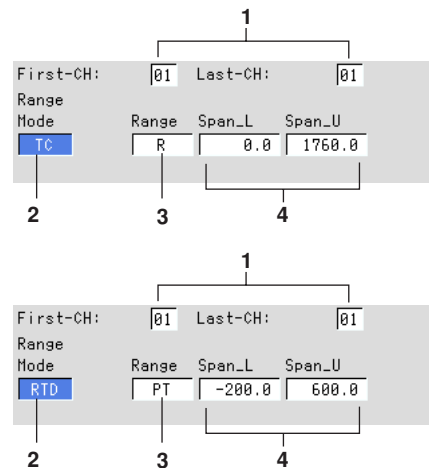 1
First-CH: 01 Last-CH: 01
Range
Mode Range Span_L Span_U
TC R 0.0 1760.0
2 3 4
1
First-CH: 01 Last-CH: 01
Range
Mode Range Span_L Span_U
RTD PT -200.0 600.0
2 3 4